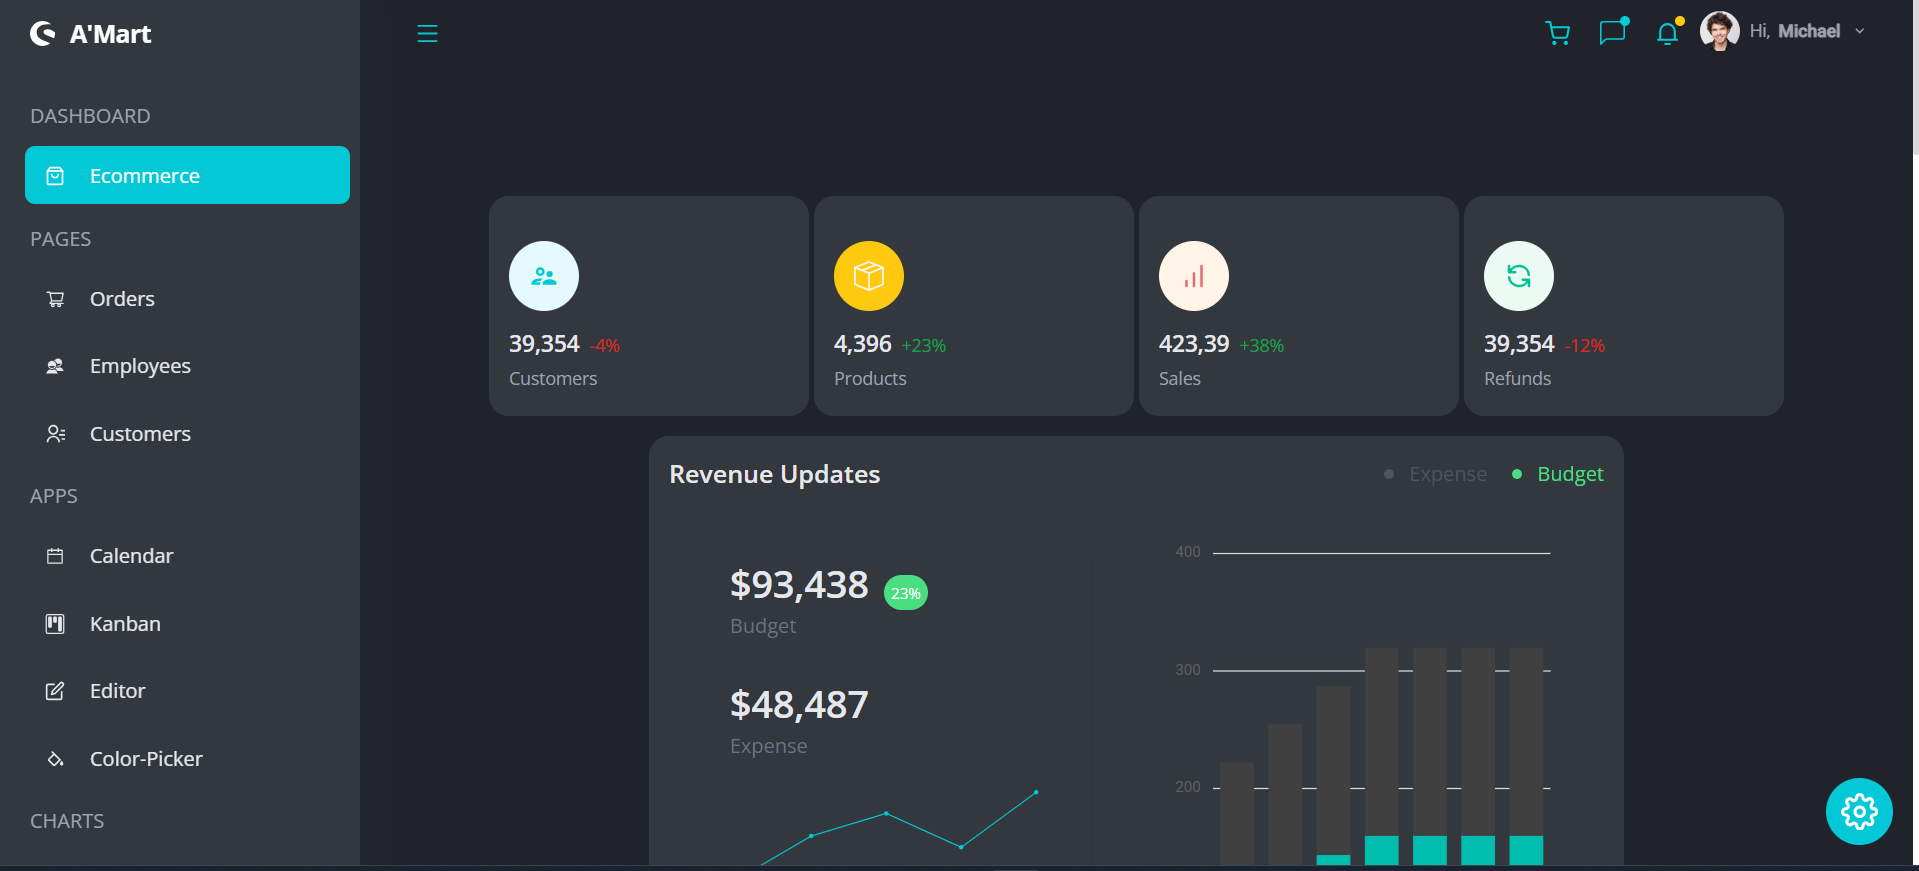 A'Mart
Hi, Michael
DASHBOARD
Ecommerce
PAGES
Orders
Employees
Customers
APPS
Calendar
Kanban
Editor
Color-Picker
CHARTS
39,354 -4%
Customers
4,396 +23%
Products
423,39 +38%
Sales
39,354 -12%
Refunds
Revenue Updates
Expense
Budget
$93,438 23%
Budget
$48,487
Expense
400
300
200